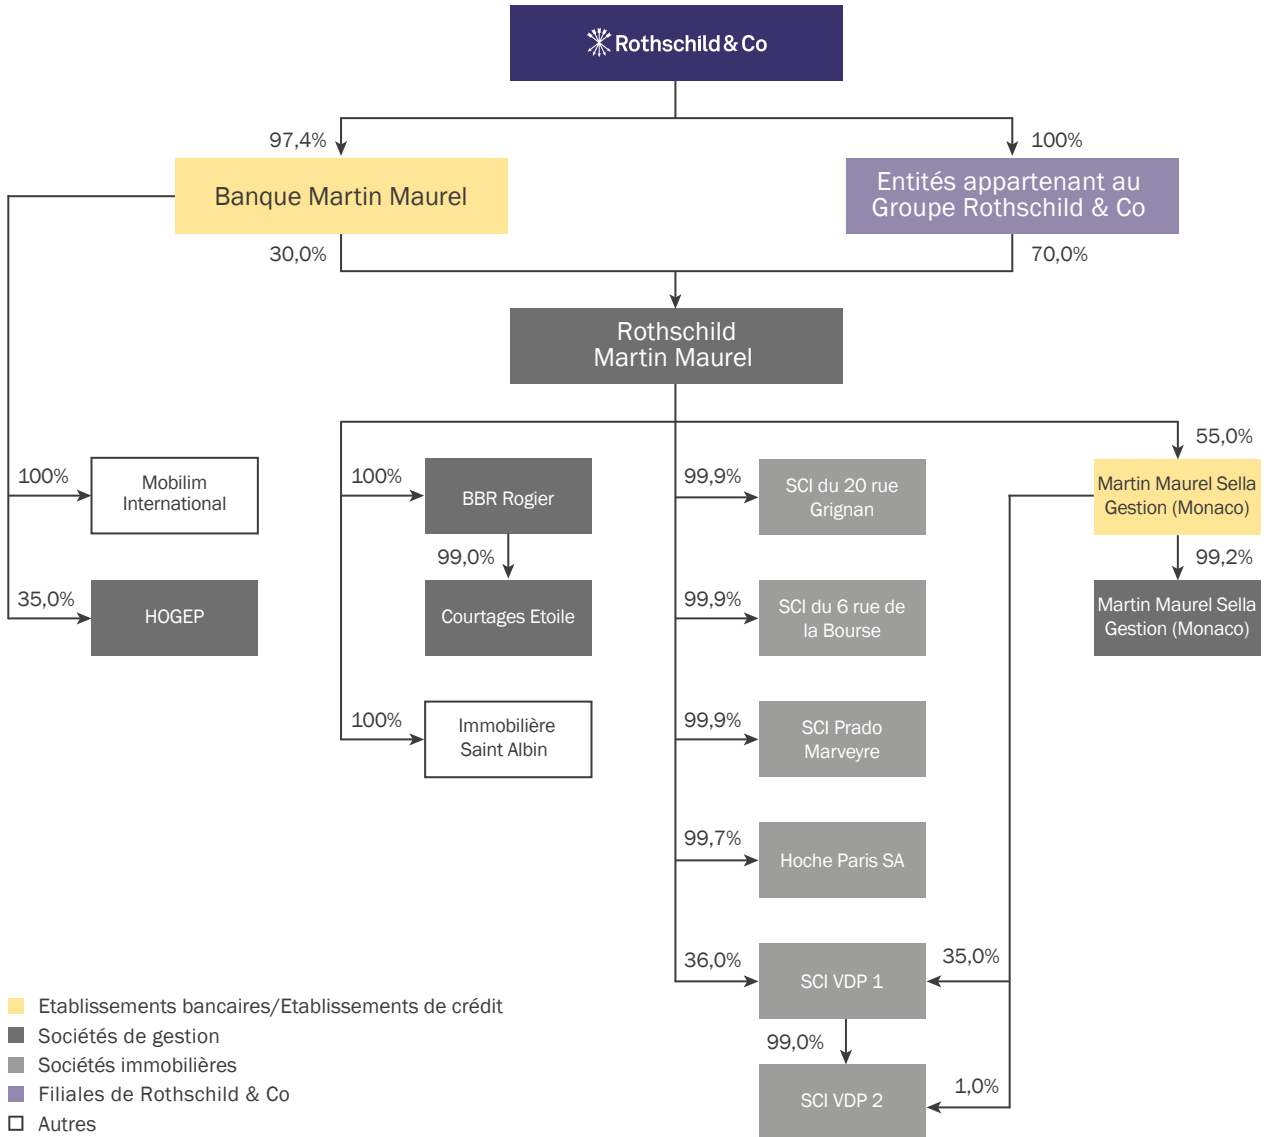 Rothschild & Co
97,4%
100%
Banque Martin Maurel
Entités appartenant au
Groupe Rothschild & Co
30,0%
70,0%
Rothschild
Martin Maurel
55,0%
100%
Mobilim
International
100%
BBR Rogier
99,9%
SCI du 20 rue
Grignan
Martin Maurel Sella
Gestion (Monaco)
99,0%
99,2%
35,0%
HOGEP
Courtages Etoile
99,9%
SCI du 6 rue de
la Bourse
Martin Maurel Sella
Gestion (Monaco)
100%
Immobilière
Saint Albin
99,9%
SCI Prado
Marveyre
99,7%
Hoche Paris SA
36,0%
SCI VDP 1
35,0%
99,0%
SCI VDP 2
1,0%
Etablissements bancaires/Etablissements de crédit
Sociétés de gestion
Sociétés immobilières
Filiales de Rothschild & Co
Autres